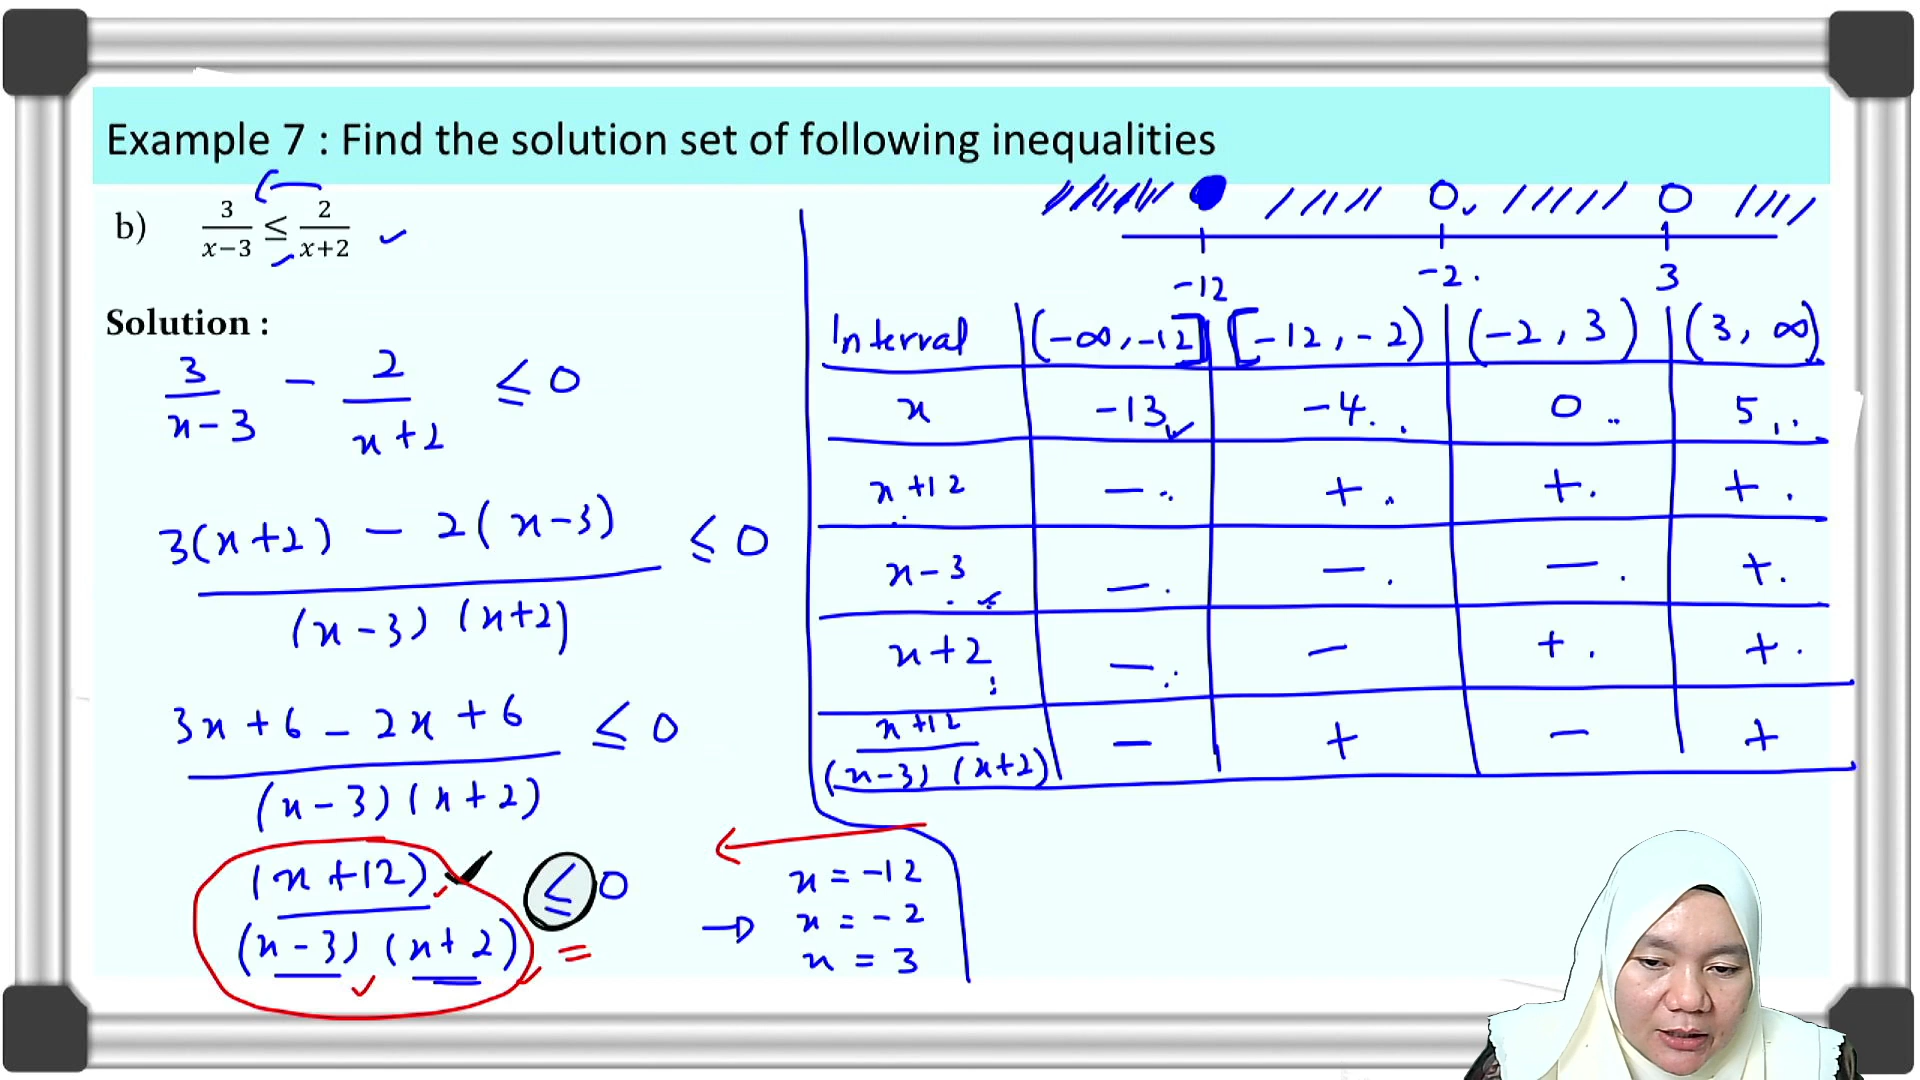 Example 7 : Find the solution set of following inequalities
b) 3/(x−3) ≤ 2/(x+2)
Solution :
3/(x−3) − 2/(x+2) ≤ 0
(3(x+2) − 2(x−3))/((x−3)(x+2)) ≤ 0
(3x+6−2x+6)/((x−3)(x+2)) ≤ 0
(x+12)/((x−3)(x+2)) ≤ 0
=
x = −12
x = −2
x = 3
−12 −2 3
Interval (−∞,−12] [−12,−2) (−2,3) (3,∞)
x −13 −4 0 5
x+12 − + + +
x−3 − − − +
x+2 − − + +
(x+12)/((x−3)(x+2)) − + − +